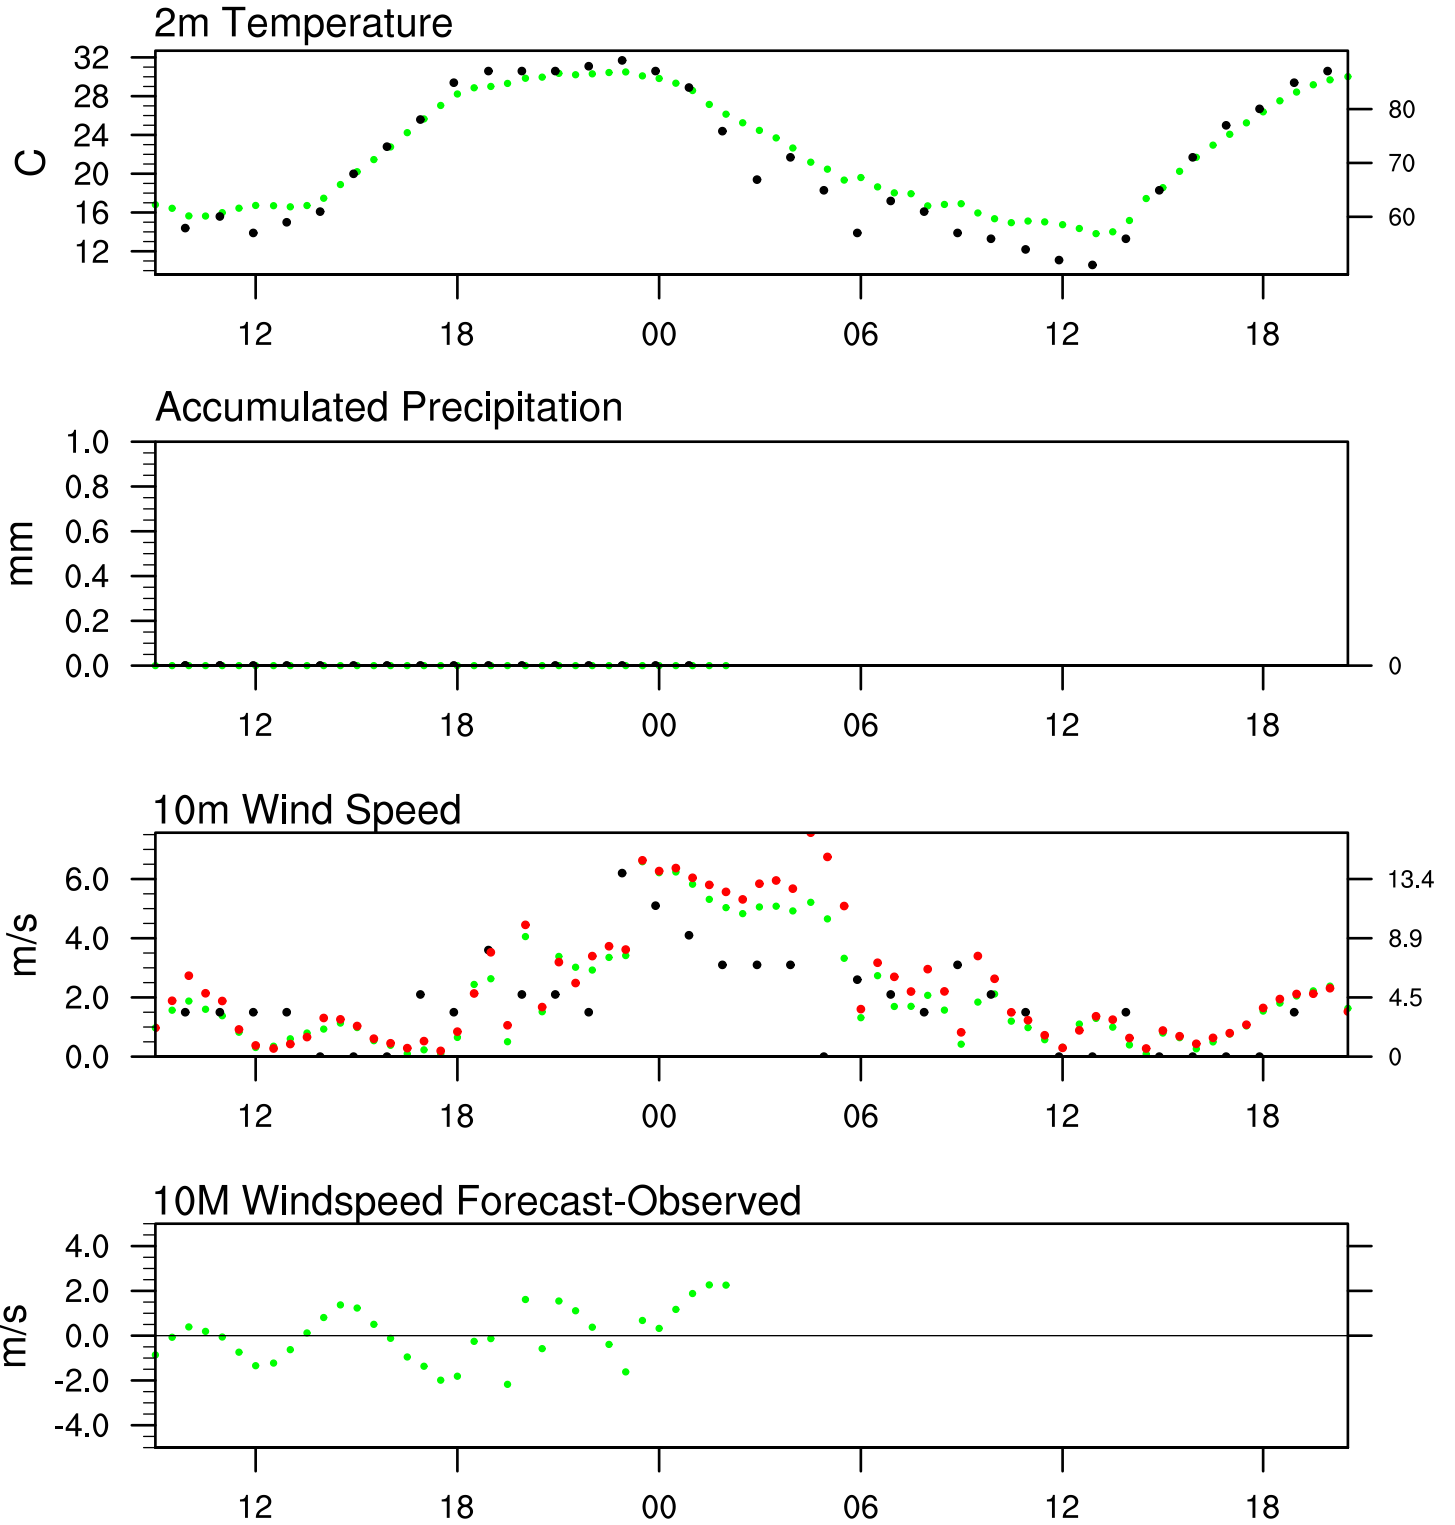 2m Temperature
32
28
24
20
16
12
C
80
70
60
12 18 00 06 12 18
Accumulated Precipitation
1.0
0.8
0.6
0.4
0.2
0.0
mm
0
12 18 00 06 12 18
10m Wind Speed
6.0
4.0
2.0
0.0
m/s
13.4
8.9
4.5
0
12 18 00 06 12 18
10M Windspeed Forecast-Observed
4.0
2.0
0.0
-2.0
-4.0
m/s
12 18 00 06 12 18